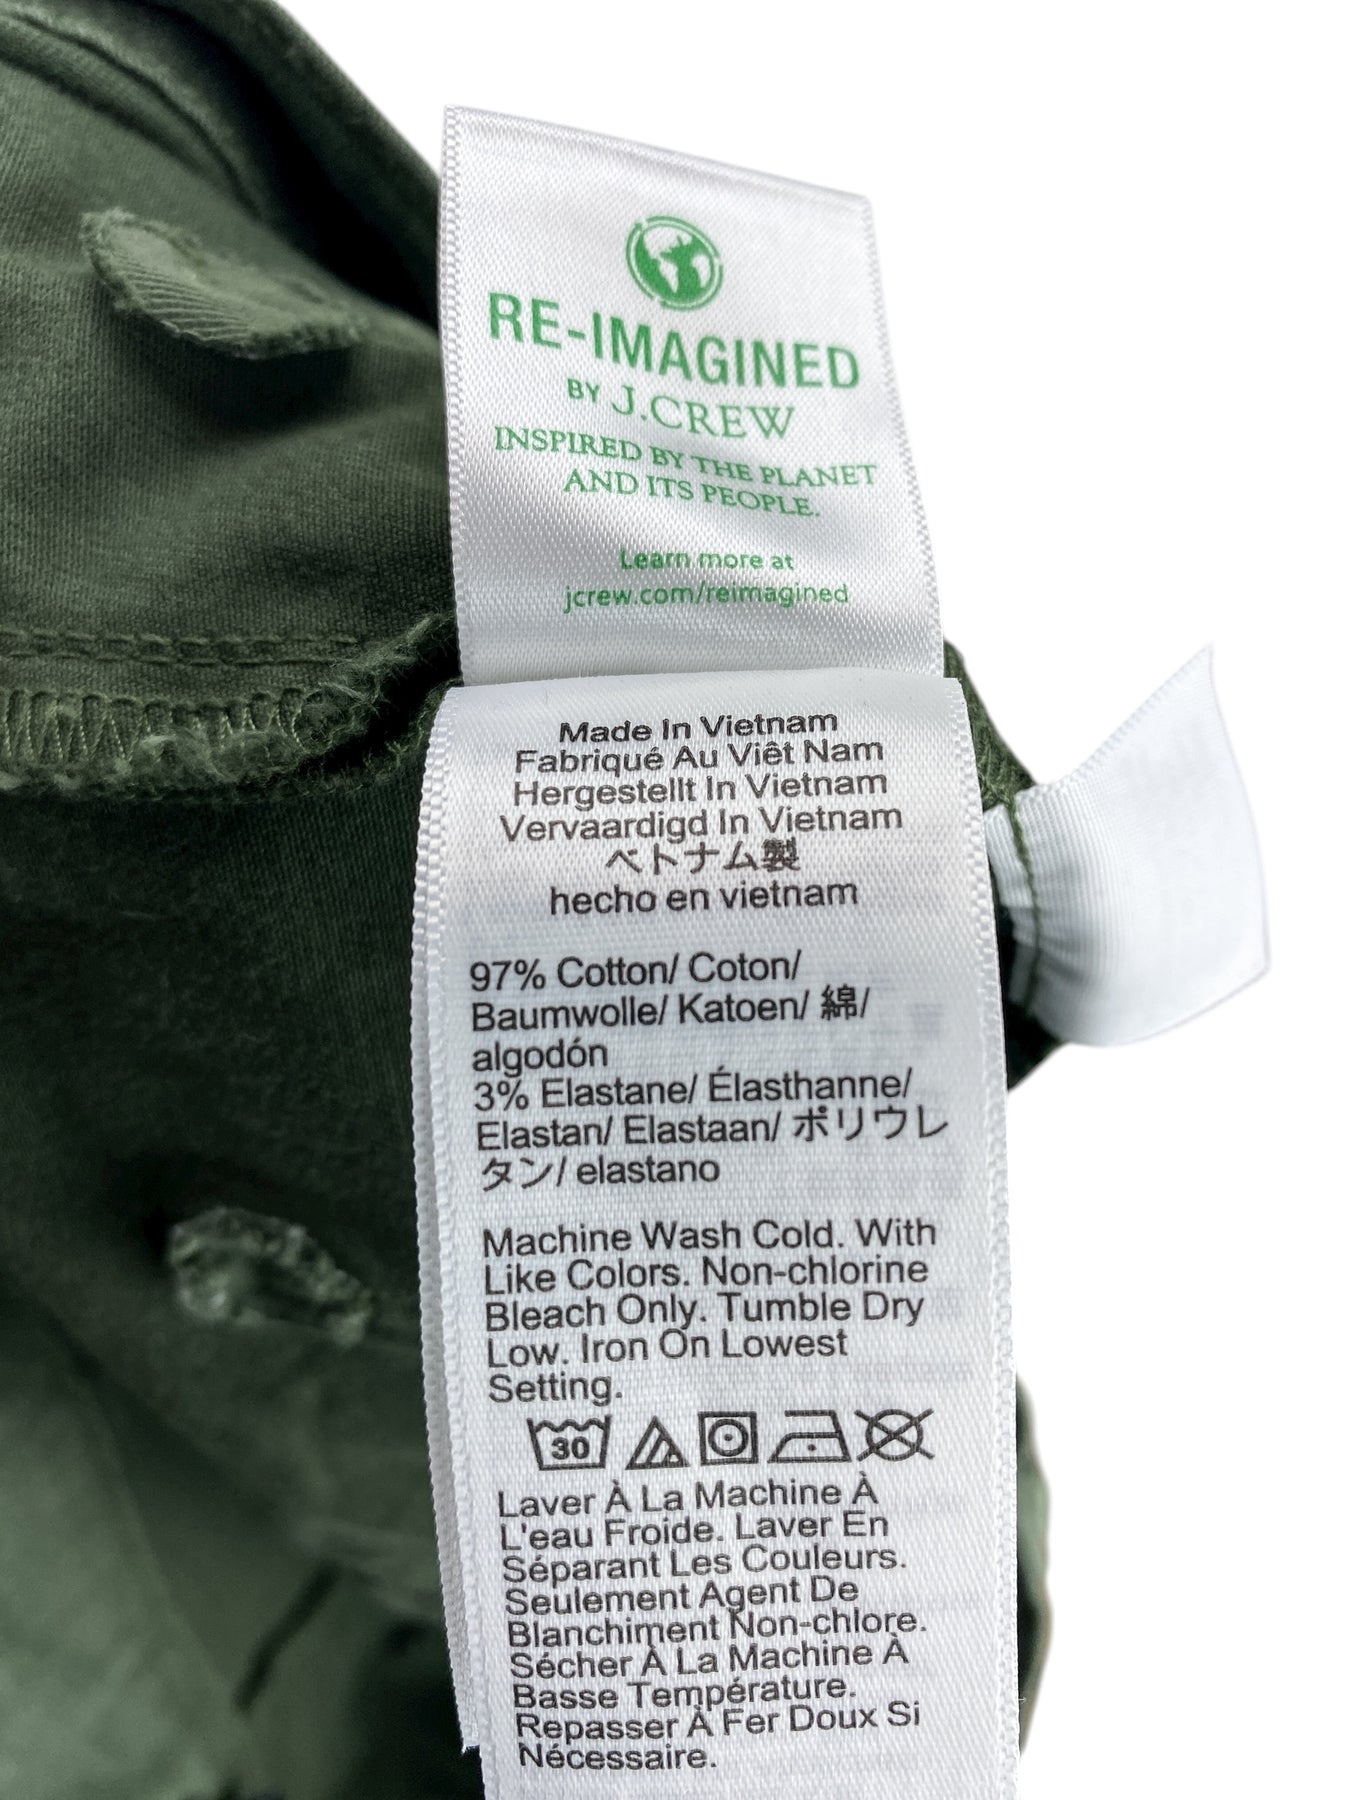 RE-IMAGINED
BY J.CREW
INSPIRED BY THE PLANET
AND ITS PEOPLE.
Learn more at
jcrew.com/reimagined
Made In Vietnam
Fabriqué Au Viêt Nam
Hergestellt In Vietnam
Vervaardigd In Vietnam
ベトナム製
hecho en vietnam
97% Cotton/ Coton/
Baumwolle/ Katoen/ 綿/
algodón
3% Elastane/ Élasthanne/
Elastan/ Elastaan/ ポリウレ
タン/ elastano
Machine Wash Cold. With
Like Colors. Non-chlorine
Bleach Only. Tumble Dry
Low. Iron On Lowest
Setting.
30
Laver À La Machine À
L'eau Froide. Laver En
Séparant Les Couleurs.
Seulement Agent De
Blanchiment Non-chlore.
Sécher À La Machine À
Basse Température.
Repasser À Fer Doux Si
Nécessaire.